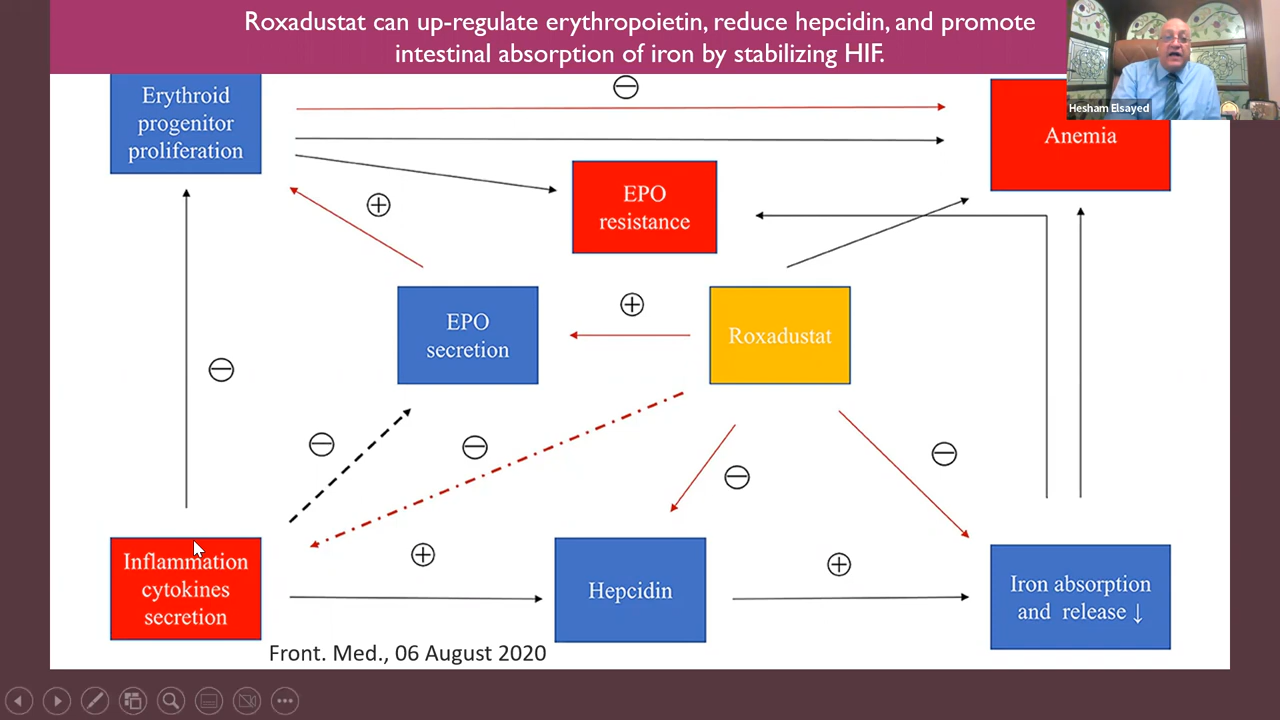 Roxadustat can up-regulate erythropoietin, reduce hepcidin, and promote
intestinal absorption of iron by stabilizing HIF.
Hesham Elsayed
Erythroid
progenitor
proliferation
Anemia
EPO
resistance
EPO
secretion
Roxadustat
Inflammation
cytokines
secretion
Hepcidin
Iron absorption
and release ↓
Front. Med., 06 August 2020